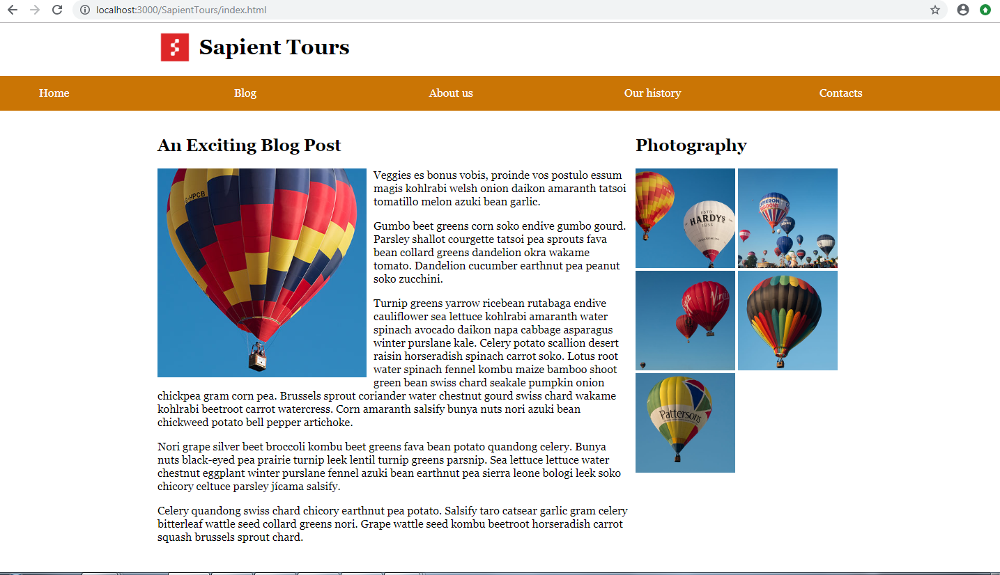 localhost:3000/SapientTours/index.html
Sapient Tours
Home Blog About us Our history Contacts
An Exciting Blog Post
G-HPCB
Veggies es bonus vobis, proinde vos postulo essum
magis kohlrabi welsh onion daikon amaranth tatsoi
tomatillo melon azuki bean garlic.
Gumbo beet greens corn soko endive gumbo gourd.
Parsley shallot courgette tatsoi pea sprouts fava
bean collard greens dandelion okra wakame
tomato. Dandelion cucumber earthnut pea peanut
soko zucchini.
Turnip greens yarrow ricebean rutabaga endive
cauliflower sea lettuce kohlrabi amaranth water
spinach avocado daikon napa cabbage asparagus
winter purslane kale. Celery potato scallion desert
raisin horseradish spinach carrot soko. Lotus root
water spinach fennel kombu maize bamboo shoot
green bean swiss chard seakale pumpkin onion
chickpea gram corn pea. Brussels sprout coriander water chestnut gourd swiss chard wakame
kohlrabi beetroot carrot watercress. Corn amaranth salsify bunya nuts nori azuki bean
chickweed potato bell pepper artichoke.
Nori grape silver beet broccoli kombu beet greens fava bean potato quandong celery. Bunya
nuts black-eyed pea prairie turnip leek lentil turnip greens parsnip. Sea lettuce lettuce water
chestnut eggplant winter purslane fennel azuki bean earthnut pea sierra leone bologi leek soko
chicory celtuce parsley jícama salsify.
Celery quandong swiss chard chicory earthnut pea potato. Salsify taro catsear garlic gram celery
bitterleaf wattle seed collard greens nori. Grape wattle seed kombu beetroot horseradish carrot
squash brussels sprout chard.
Photography
ESTD
HARDYS
1853
CAMERON
BALLOONS
Virgin
Pattersons